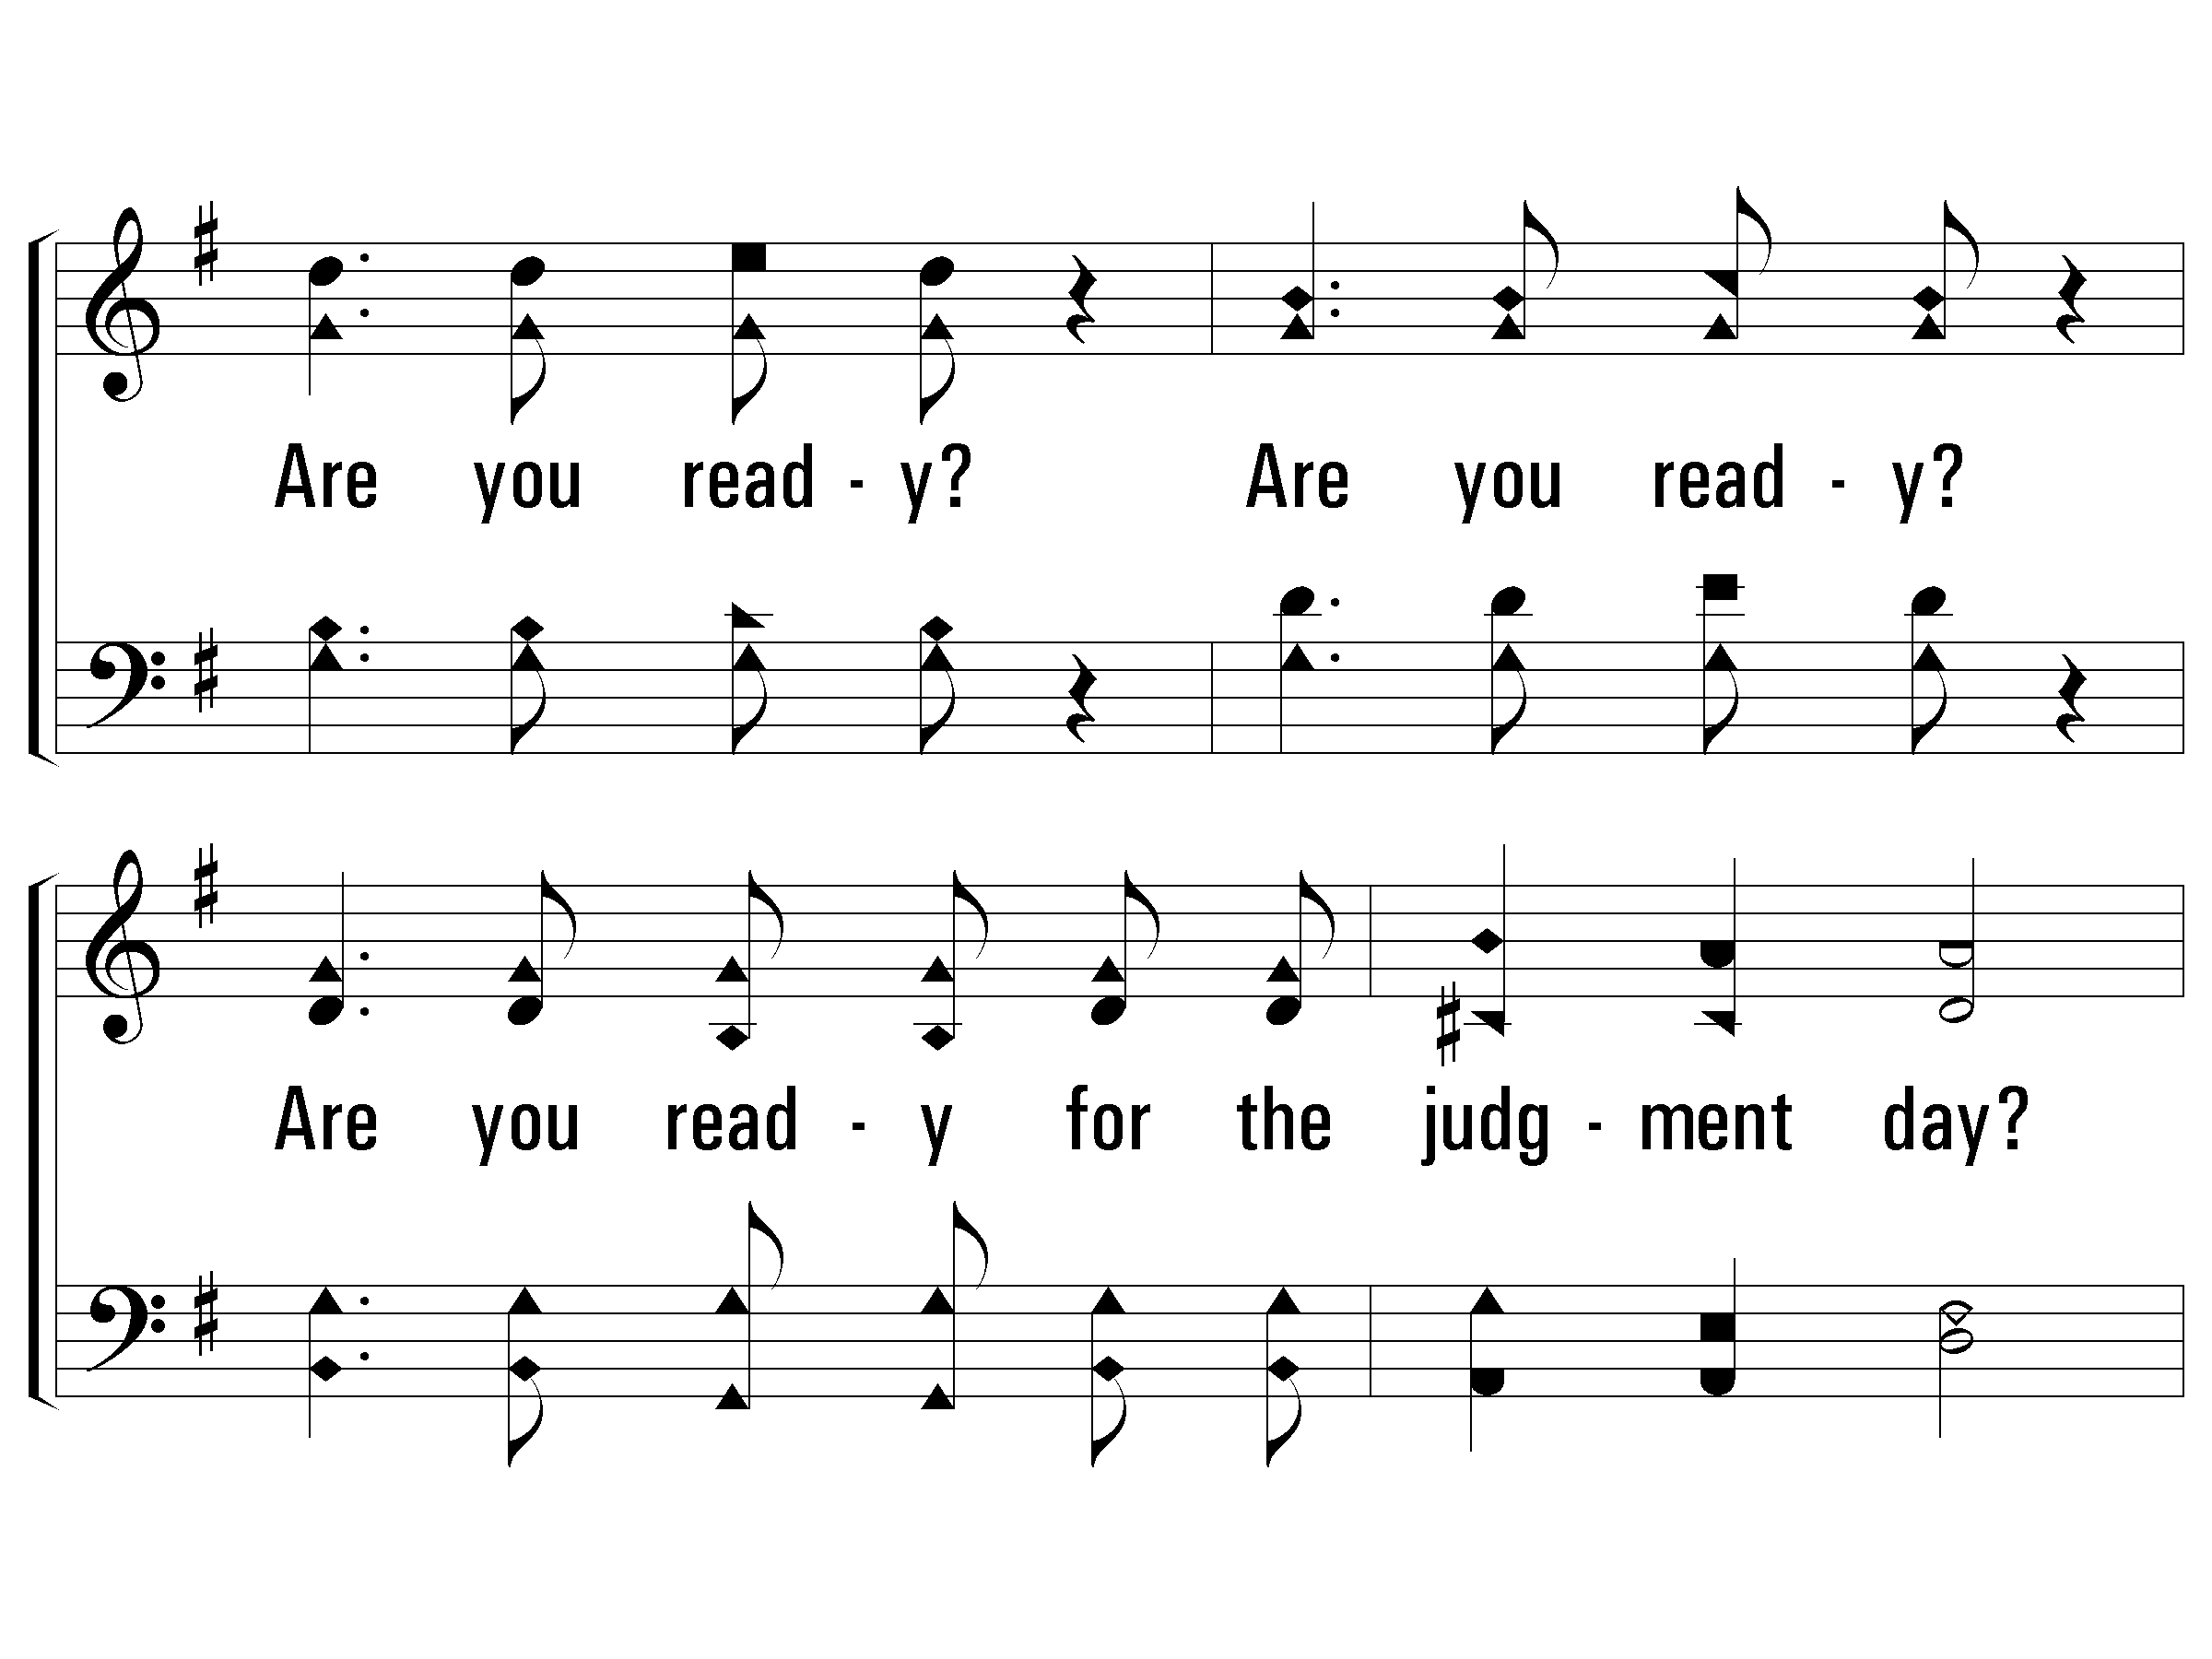 Are you read - y? Are you read - y?
Are you read - y for the judg - ment day?